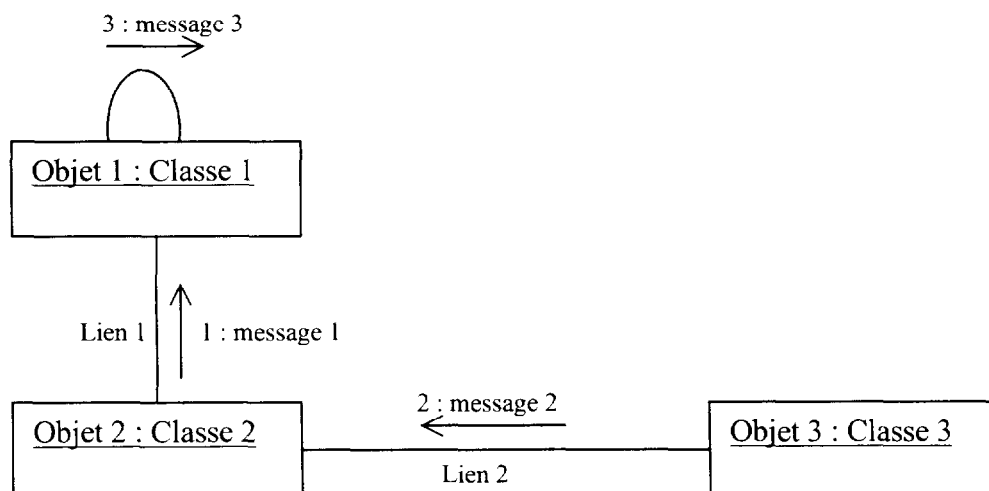 3 : message 3
Objet 1 : Classe 1
Lien 1
1 : message 1
2 : message 2
Objet 2 : Classe 2
Objet 3 : Classe 3
Lien 2